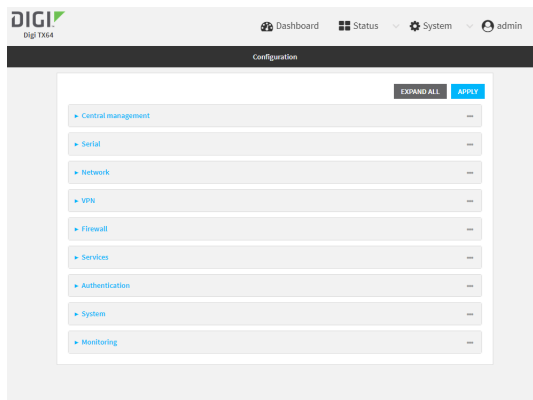 DIGI
Digi TX64
Dashboard Status System admin
Configuration
EXPAND ALL APPLY
Central management
Serial
Network
VPN
Firewall
Services
Authentication
System
Monitoring